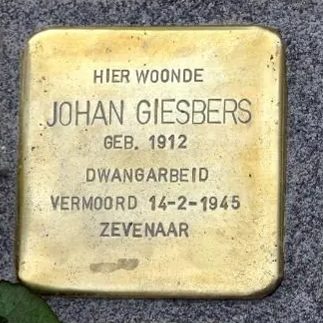 HIER WOONDE
JOHAN GIESBERS
GEB. 1912
DWANGARBEID
VERMOORD 14-2-1945
ZEVENAAR